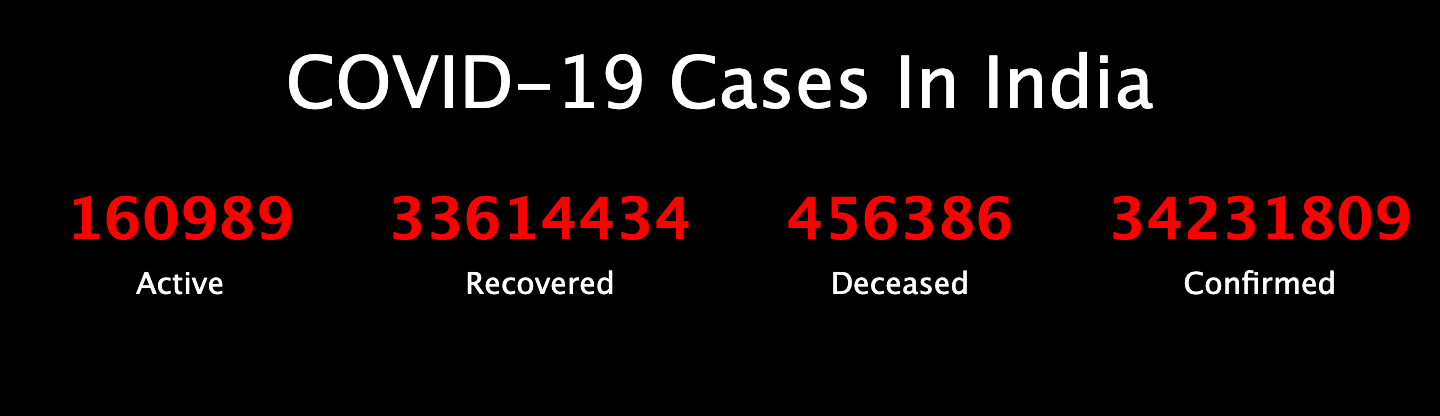 COVID-19 Cases In India
160989 33614434 456386 34231809
Active Recovered Deceased Confirmed